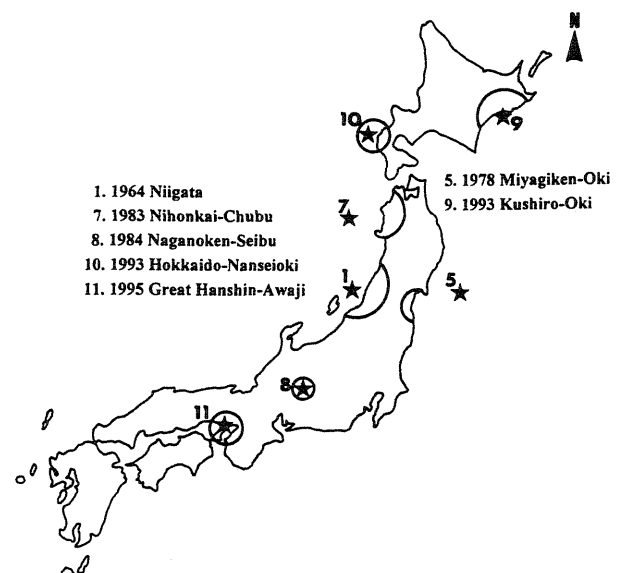 N
10
9
1. 1964 Niigata
7. 1983 Nihonkai-Chubu
8. 1984 Naganoken-Seibu
10. 1993 Hokkaido-Nanseioki
11. 1995 Great Hanshin-Awaji
5. 1978 Miyagiken-Oki
9. 1993 Kushiro-Oki
7
1
5
8
11